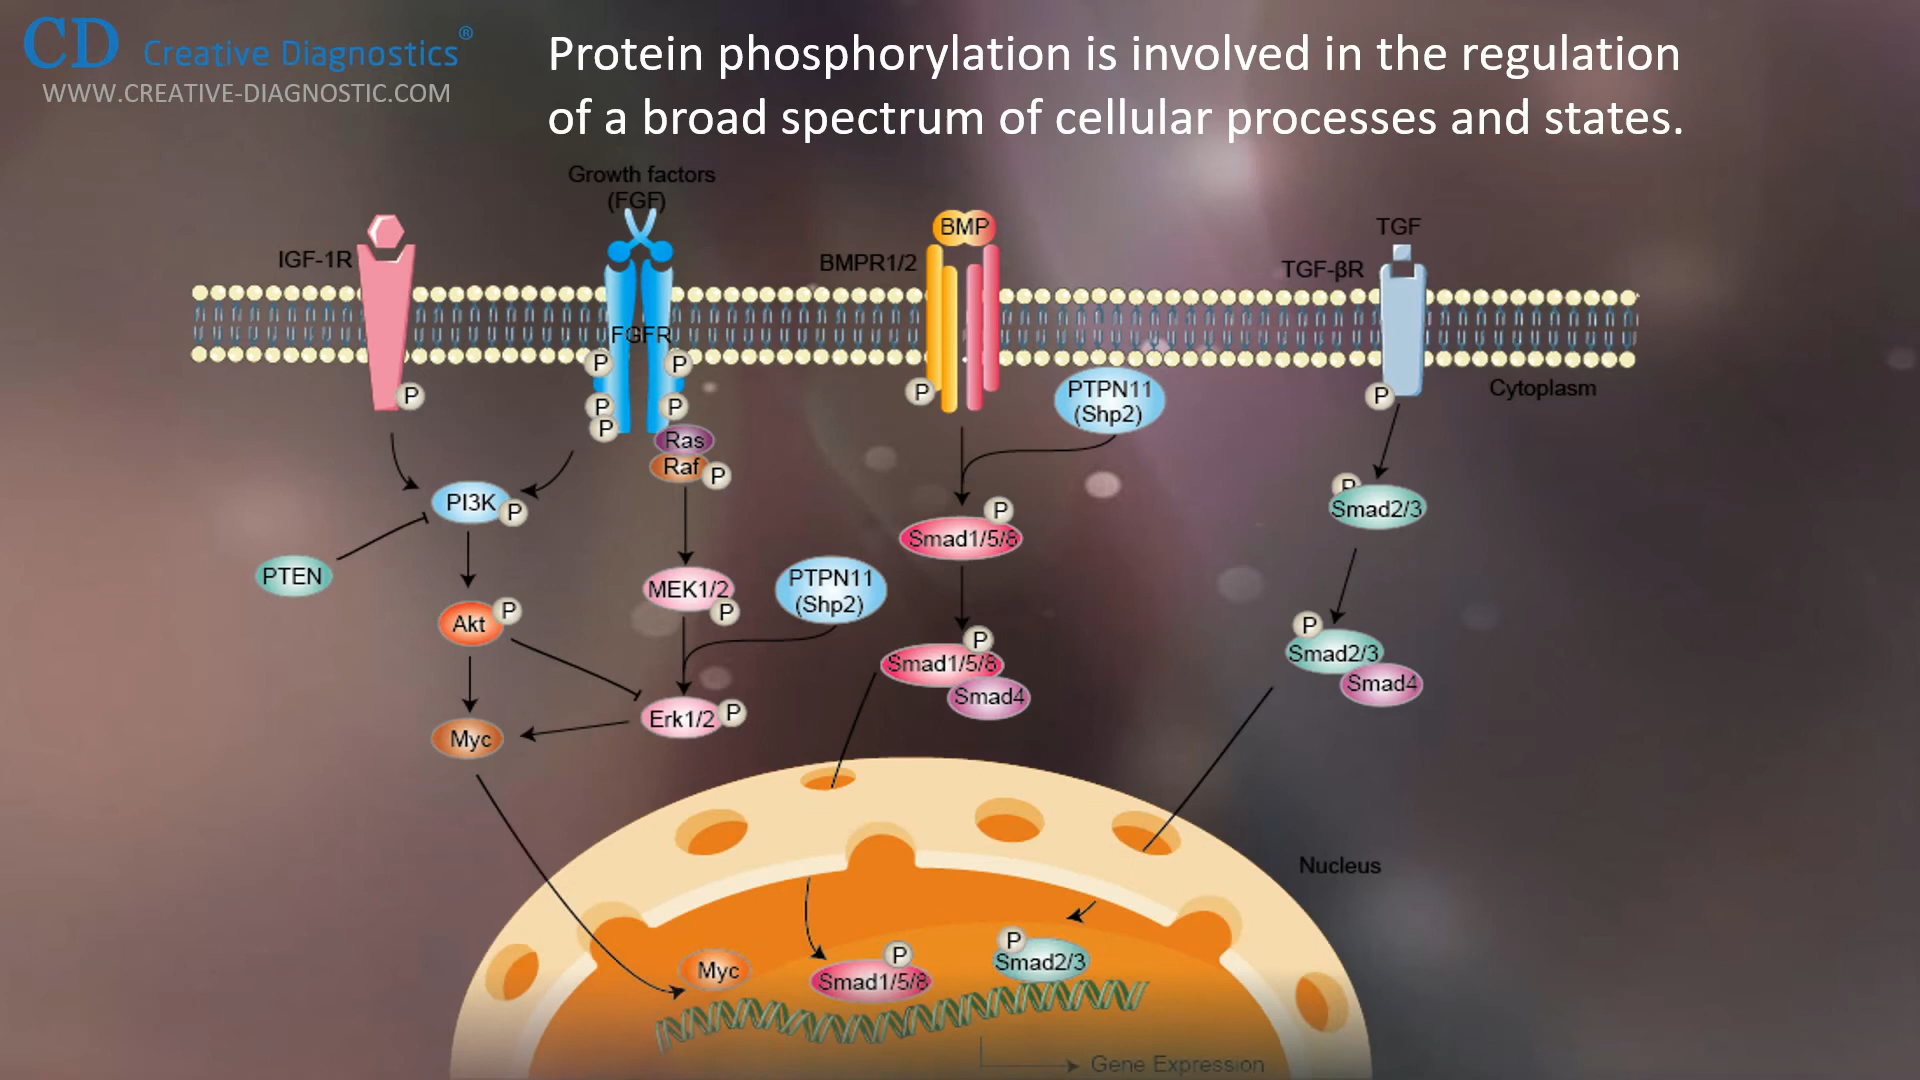 CD Creative Diagnostics®
WWW.CREATIVE-DIAGNOSTIC.COM
Protein phosphorylation is involved in the regulation
of a broad spectrum of cellular processes and states.
Growth factors
(FGF)
IGF-1R
BMP
BMPR1/2
TGF
TGF-βR
FGFR
P
P
P
P
P
P
P
P
P
PTPN11
(Shp2)
Cytoplasm
Ras
Raf
P
PI3K
P
P
Smad1/5/8
P
Smad2/3
PTEN
MEK1/2
P
PTPN11
(Shp2)
Akt
P
P
Smad1/5/8
Smad4
P
Smad2/3
Smad4
Myc
Erk1/2
P
Nucleus
Myc
P
Smad1/5/8
P
Smad2/3
Gene Expression